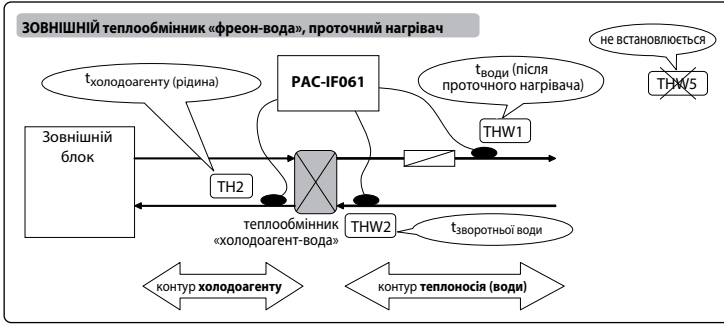 ЗОВНІШНІЙ теплообмінник «фреон-вода», проточний нагрівач
не встановлюється
THW5
tхолодоагенту (рідина)
PAC-IF061
tводи (після
проточного нагрівача)
THW1
Зовнішній
блок
TH2
теплообмінник
«холодоагент-вода»
THW2
tзворотньої води
контур холодоагенту
контур теплоносія (води)